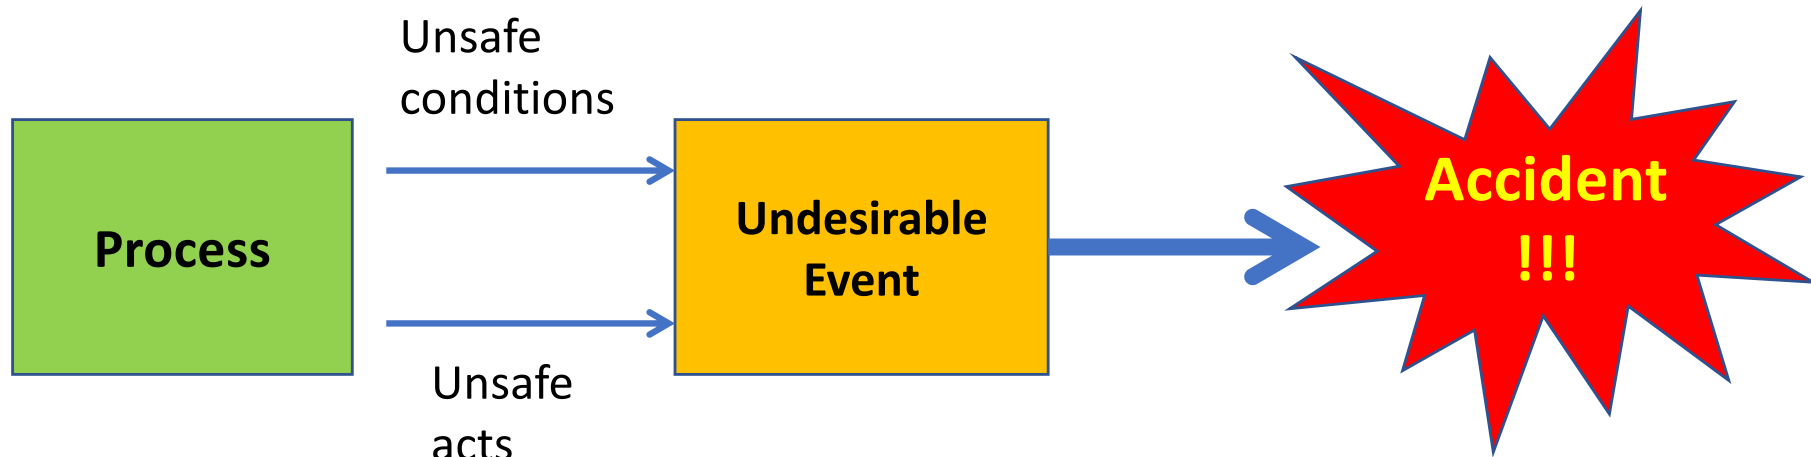 Unsafe
conditions
Process
Undesirable
Event
Accident
!!!
Unsafe
acts